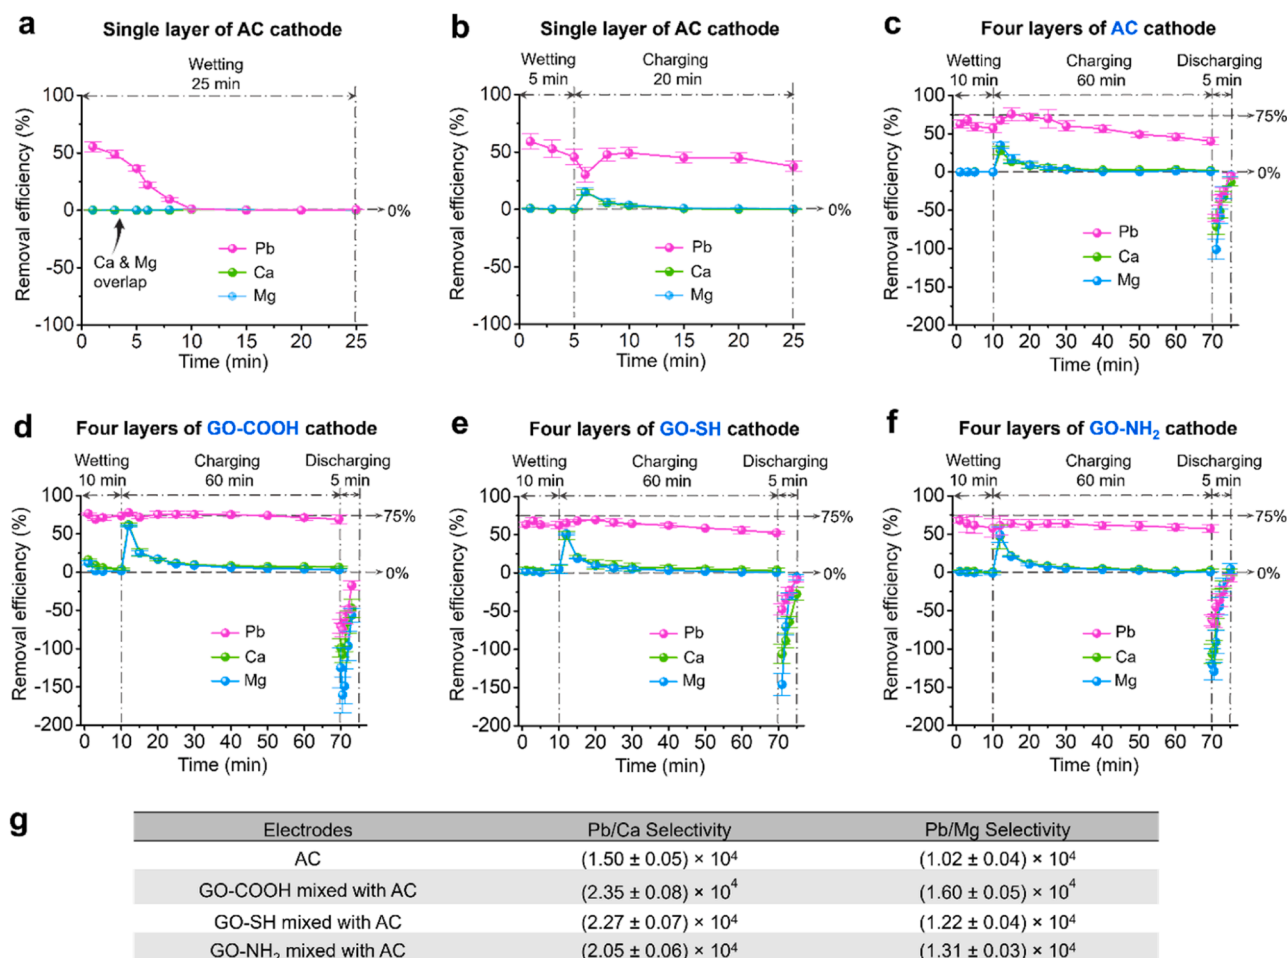 a
Single layer of AC cathode
Wetting
25 min
100
50
0
-50
-100
Removal efficiency (%)
0%
Ca & Mg
overlap
Pb
Ca
Mg
0 5 10 15 20 25
Time (min)
b
Single layer of AC cathode
Wetting Charging
5 min 20 min
100
50
0
-50
-100
Removal efficiency (%)
0%
Pb
Ca
Mg
0 5 10 15 20 25
Time (min)
c
Four layers of AC cathode
Wetting Charging Discharging
10 min 60 min 5 min
100
50
0
-50
-100
-150
-200
Removal efficiency (%)
75%
0%
Pb
Ca
Mg
0 10 20 30 40 50 60 70
Time (min)
d
Four layers of GO-COOH cathode
Wetting Charging Discharging
10 min 60 min 5 min
100
50
0
-50
-100
-150
-200
Removal efficiency (%)
75%
0%
Pb
Ca
Mg
0 10 20 30 40 50 60 70
Time (min)
e
Four layers of GO-SH cathode
Wetting Charging Discharging
10 min 60 min 5 min
100
50
0
-50
-100
-150
-200
Removal efficiency (%)
75%
0%
Pb
Ca
Mg
0 10 20 30 40 50 60 70
Time (min)
f
Four layers of GO-NH₂ cathode
Wetting Charging Discharging
10 min 60 min 5 min
100
50
0
-50
-100
-150
-200
Removal efficiency (%)
75%
0%
Pb
Ca
Mg
0 10 20 30 40 50 60 70
Time (min)
g
Electrodes Pb/Ca Selectivity Pb/Mg Selectivity
AC (1.50 ± 0.05) × 10⁴ (1.02 ± 0.04) × 10⁴
GO-COOH mixed with AC (2.35 ± 0.08) × 10⁴ (1.60 ± 0.05) × 10⁴
GO-SH mixed with AC (2.27 ± 0.07) × 10⁴ (1.22 ± 0.04) × 10⁴
GO-NH₂ mixed with AC (2.05 ± 0.06) × 10⁴ (1.31 ± 0.03) × 10⁴